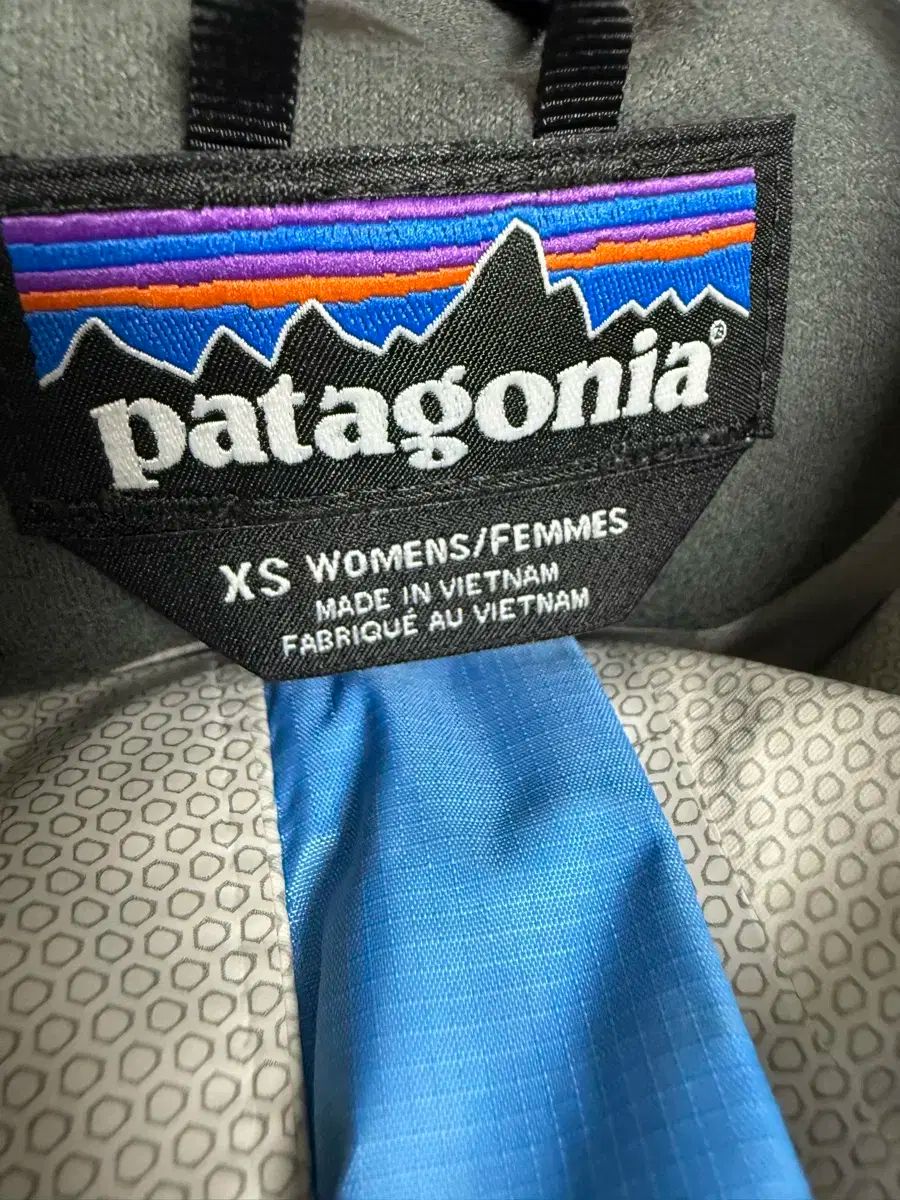 patagonia®
XS WOMENS/FEMMES
MADE IN VIETNAM
FABRIQUÉ AU VIETNAM